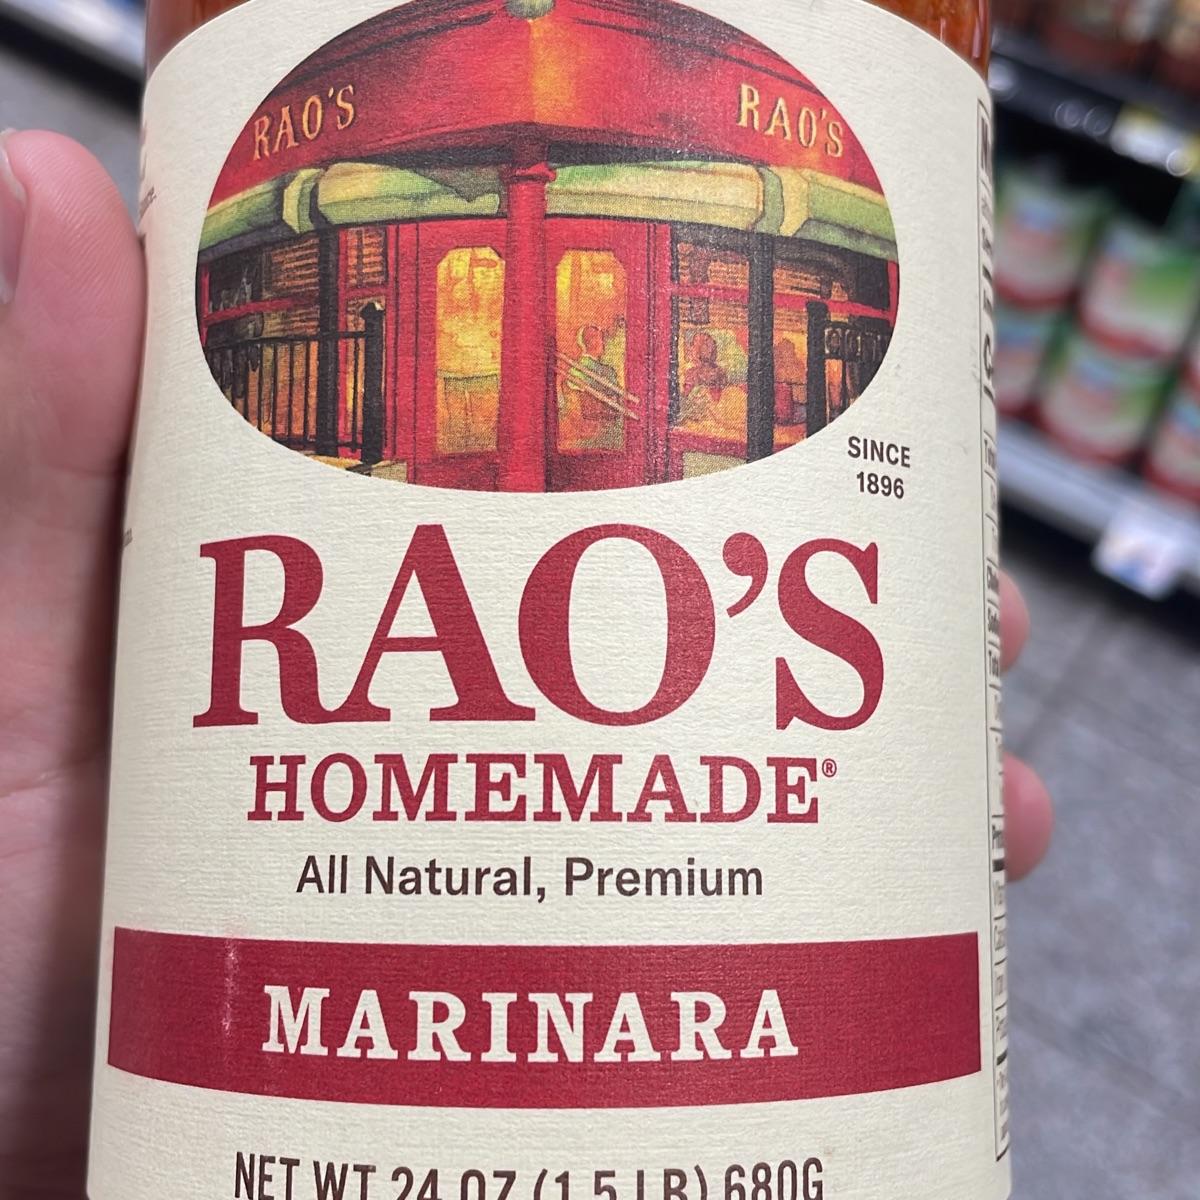 RAO'S RAO'S
SINCE
1896
RAO'S
HOMEMADE®
All Natural, Premium
MARINARA
NET WT 24 OZ (1.5 LB) 680G